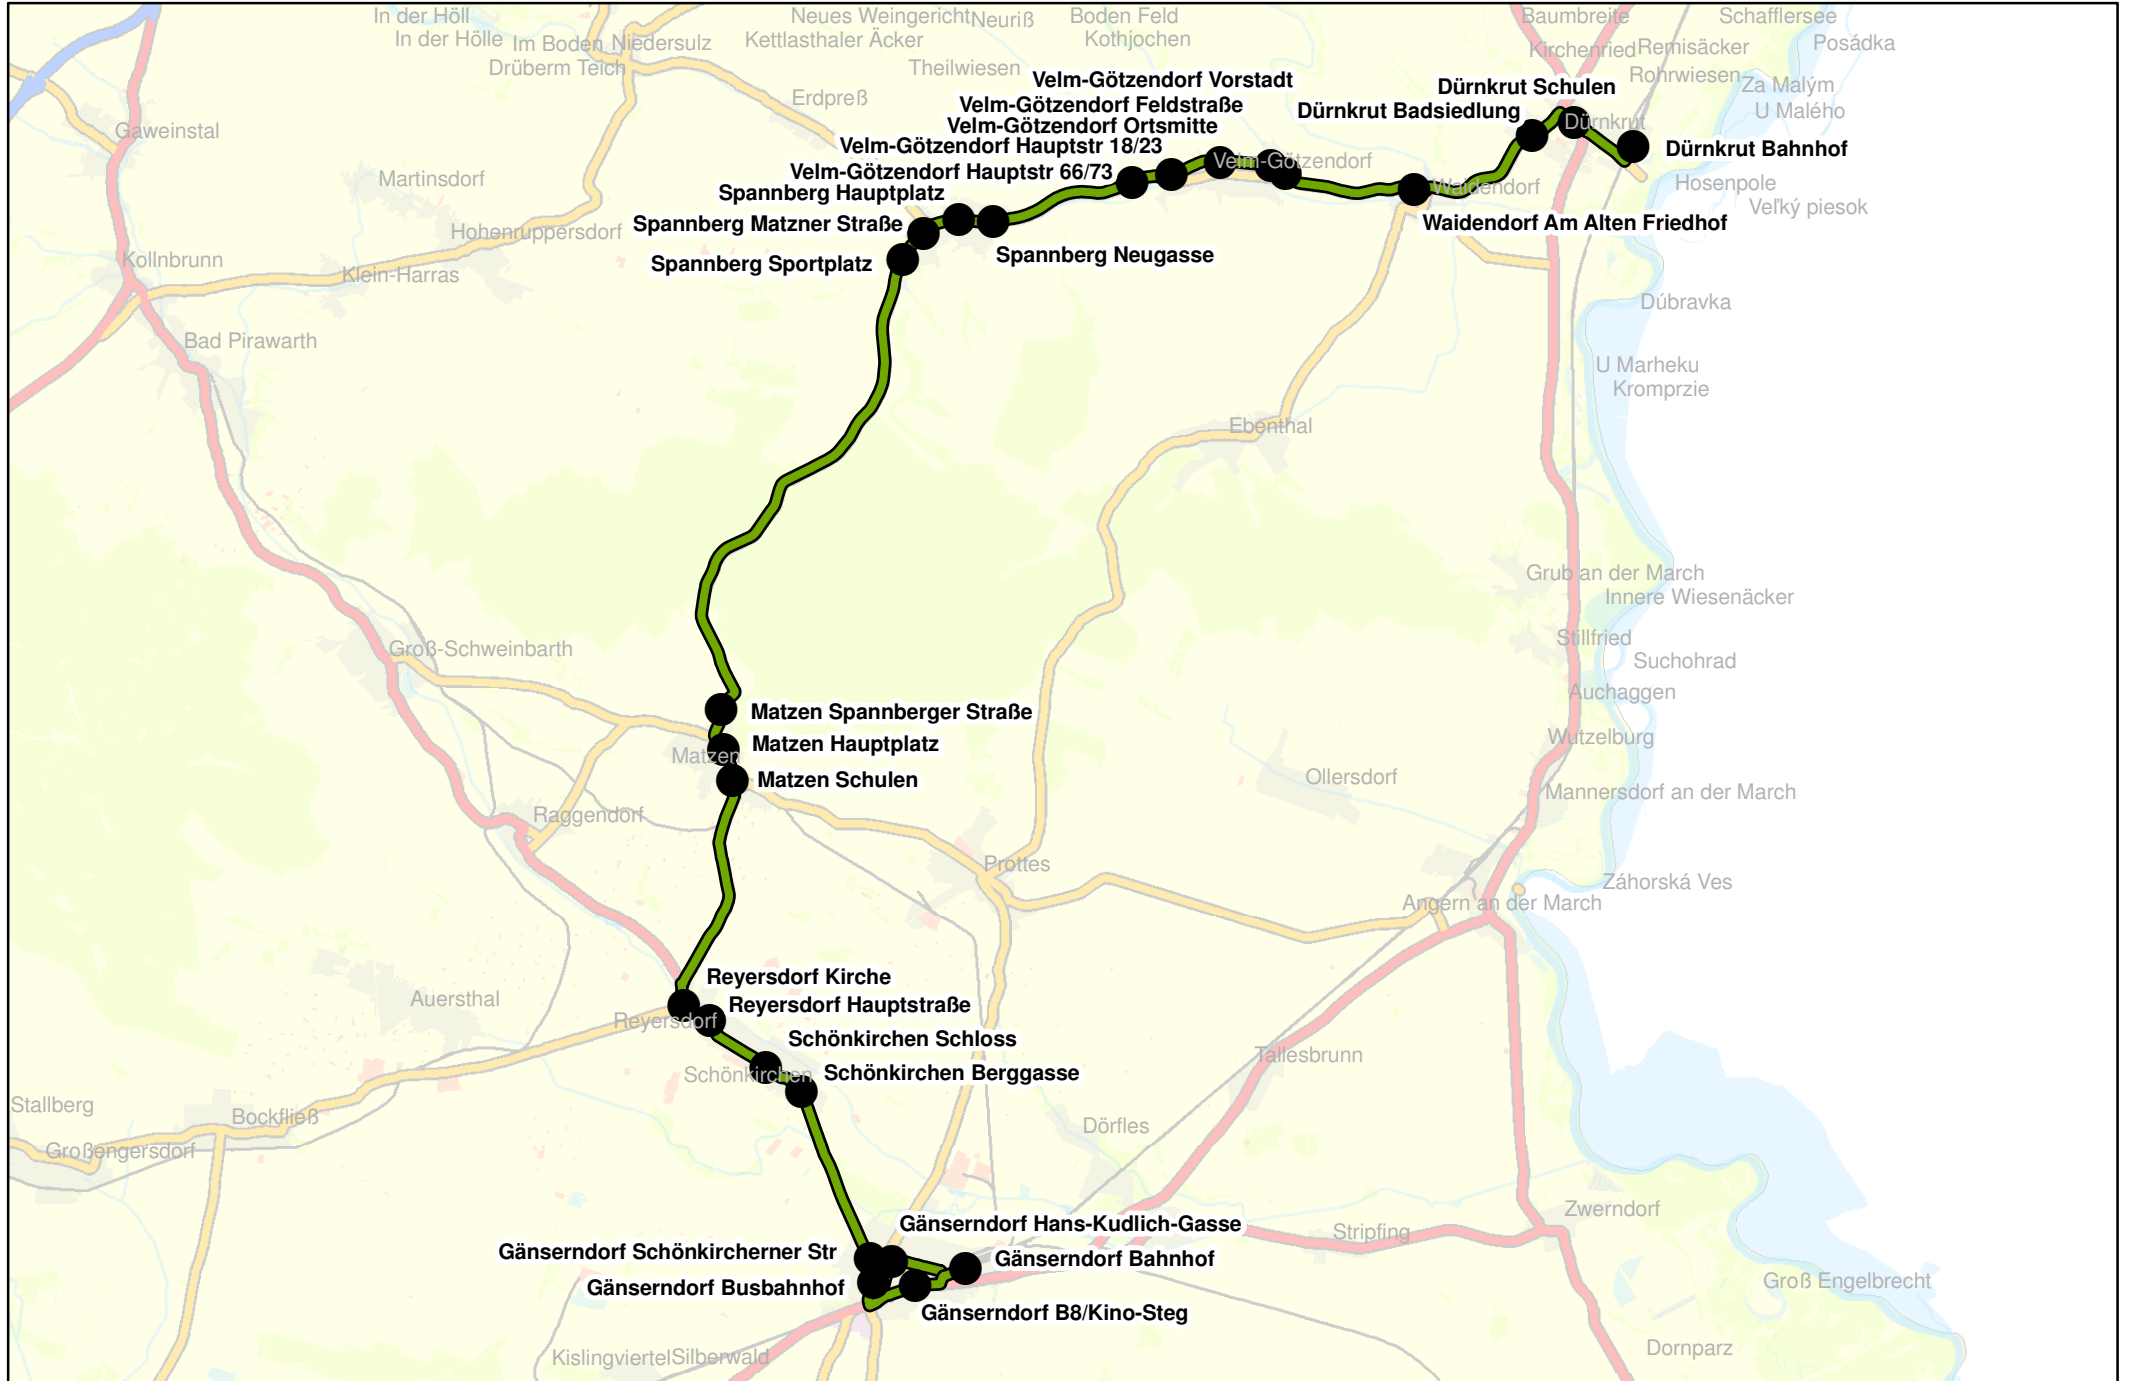 In der Höll
Neues Weingericht
Neuriß
Boden Feld
Baumbreite
Schafflersee
In der Hölle
Im Boden
Niedersulz
Kettlasthaler Äcker
Kothjochen
Kirchenried
Remisäcker
Posádka
Drüberm Teich
Theilwiesen
Velm-Götzendorf Vorstadt
Rohrwiesen
Za Malým
Erdpreß
Velm-Götzendorf Feldstraße
Dürnkrut Schulen
U Malého
Gaweinstal
Velm-Götzendorf Ortsmitte
Dürnkrut Badsiedlung
Dürnkrut
Velm-Götzendorf Hauptstr 18/23
Velm-Götzendorf
Dürnkrut Bahnhof
Martinsdorf
Velm-Götzendorf Hauptstr 66/73
Waidendorf
Hosenpole
Spannberg Hauptplatz
Veľký piesok
Hohenruppersdorf
Spannberg Matzner Straße
Waidendorf Am Alten Friedhof
Kollnbrunn
Klein-Harras
Spannberg Sportplatz
Spannberg Neugasse
Dúbravka
Bad Pirawarth
U Marheku
Kromprzie
Ebenthal
Grub an der March
Innere Wiesenäcker
Groß-Schweinbarth
Stillfried
Suchohrad
Auchaggen
Matzen Spannberger Straße
Matzen Hauptplatz
Wutzelburg
Matzen
Matzen Schulen
Ollersdorf
Mannersdorf an der March
Raggendorf
Prottes
Záhorská Ves
Angern an der March
Reyersdorf Kirche
Auersthal
Reyersdorf Hauptstraße
Reyersdorf
Schönkirchen Schloss
Tallesbrunn
Schönkirchen
Schönkirchen Berggasse
Stallberg
Bockfließ
Dörfles
Großengersdorf
Zwerndorf
Gänserndorf Hans-Kudlich-Gasse
Stripfing
Gänserndorf Schönkircherner Str
Gänserndorf Bahnhof
Gänserndorf Busbahnhof
Groß Engelbrecht
Gänserndorf B8/Kino-Steg
Kislingviertel
Silberwald
Dornparz